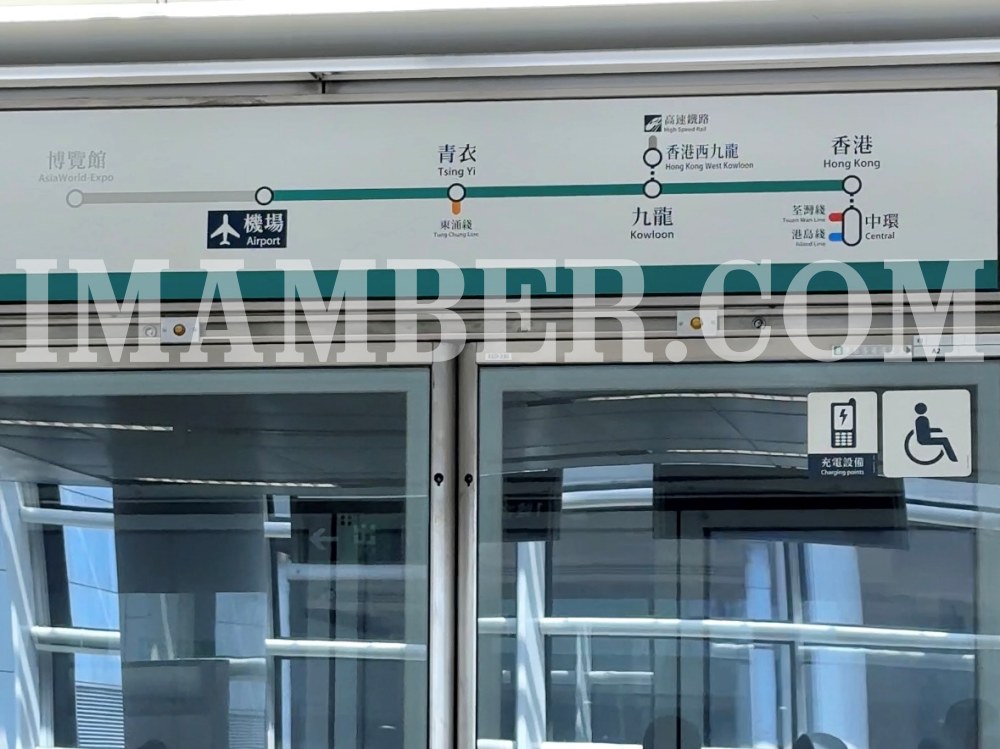 博覽館
AsiaWorld-Expo
機場
Airport
青衣
Tsing Yi
東涌綫
Tung Chung Line
高速鐵路
High Speed Rail
香港西九龍
Hong Kong West Kowloon
九龍
Kowloon
香港
Hong Kong
荃灣綫
Tsuen Wan Line
港島綫
Island Line
中環
Central
IMAMBER.COM
A2
充電設備
Charging points